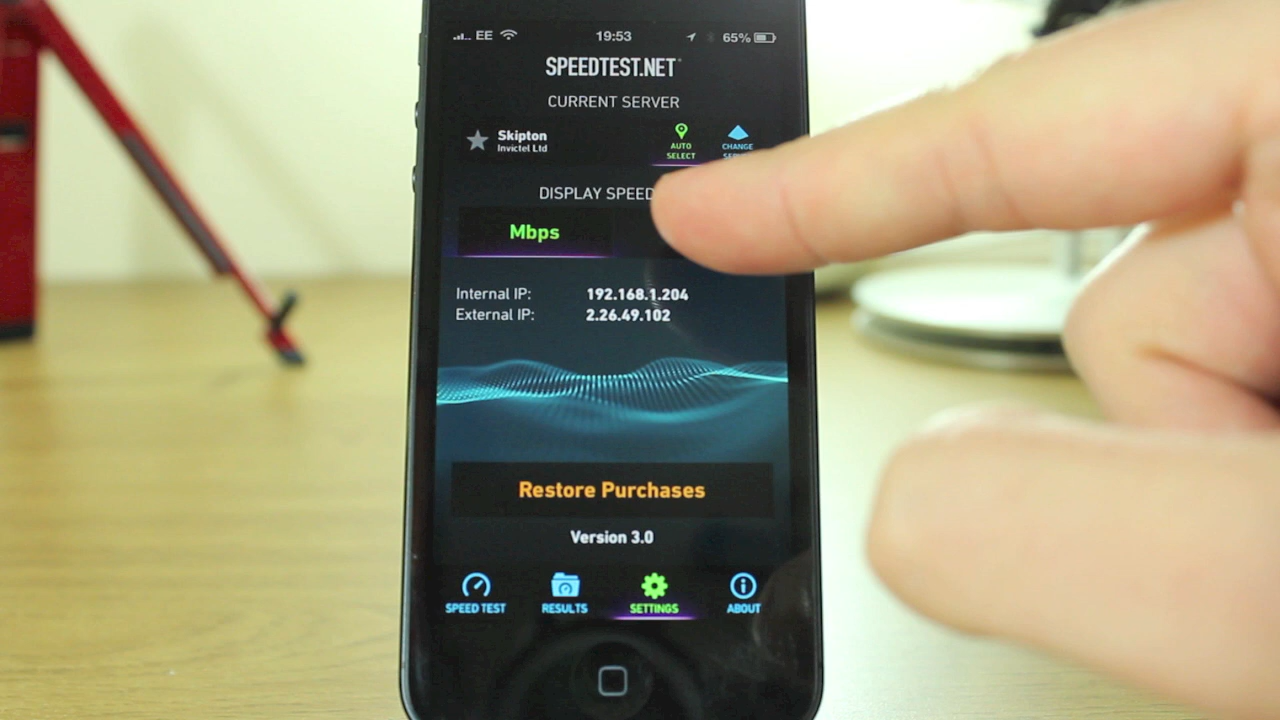 EE 19:53 65%
SPEEDTEST.NET
CURRENT SERVER
Skipton
Invictel Ltd
AUTO
SELECT
CHANGE
DISPLAY SPEED
Mbps
Internal IP: 192.168.1.204
External IP: 2.26.49.102
Restore Purchases
Version 3.0
SPEED TEST RESULTS SETTINGS ABOUT